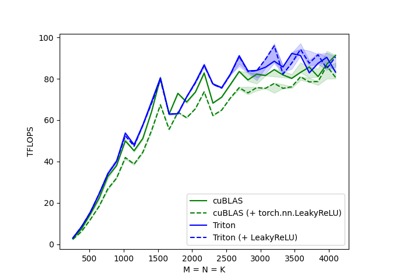 100
80
60
40
20
0
TFLOPS
cuBLAS
cuBLAS (+ torch.nn.LeakyReLU)
Triton
Triton (+ LeakyReLU)
500 1000 1500 2000 2500 3000 3500 4000
M = N = K